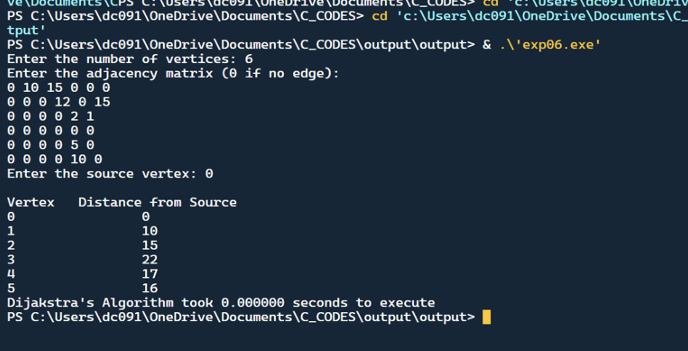 ve\Documents\CPS C:\Users\dc091\OneDrive\Documents\C_CODES> cd 'c:\Users\dc091\OneDriv
PS C:\Users\dc091\OneDrive\Documents\C_CODES> cd 'c:\Users\dc091\OneDrive\Documents\C_
tput'
PS C:\Users\dc091\OneDrive\Documents\C_CODES\output\output> & .\'exp06.exe'
Enter the number of vertices: 6
Enter the adjacency matrix (0 if no edge):
0 10 15 0 0 0
0 0 0 12 0 15
0 0 0 0 2 1
0 0 0 0 0 0
0 0 0 0 5 0
0 0 0 0 10 0
Enter the source vertex: 0
Vertex Distance from Source
0 0
1 10
2 15
3 22
4 17
5 16
Dijakstra's Algorithm took 0.000000 seconds to execute
PS C:\Users\dc091\OneDrive\Documents\C_CODES\output\output>